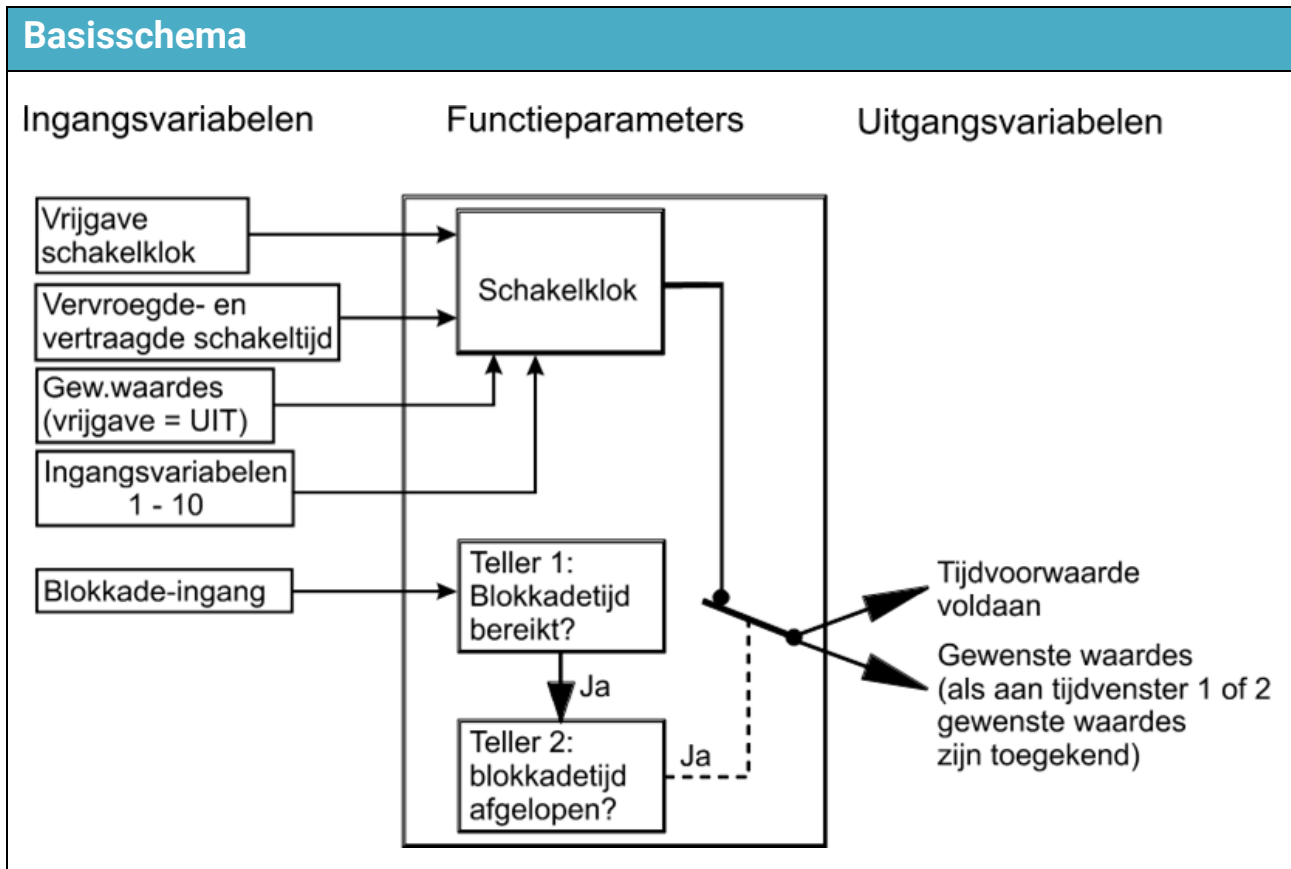 Basisschema
Ingangsvariabelen
Functieparameters
Uitgangsvariabelen
Vrijgave
schakelklok
Vervroegde- en
vertraagde schakeltijd
Gew.waardes
(vrijgave = UIT)
Ingangsvariabelen
1 - 10
Blokkade-ingang
Schakelklok
Teller 1:
Blokkadetijd
bereikt?
Ja
Teller 2:
blokkadetijd
afgelopen?
Ja
Tijdvoorwaarde
voldaan
Gewenste waardes
(als aan tijdvenster 1 of 2
gewenste waardes
zijn toegekend)